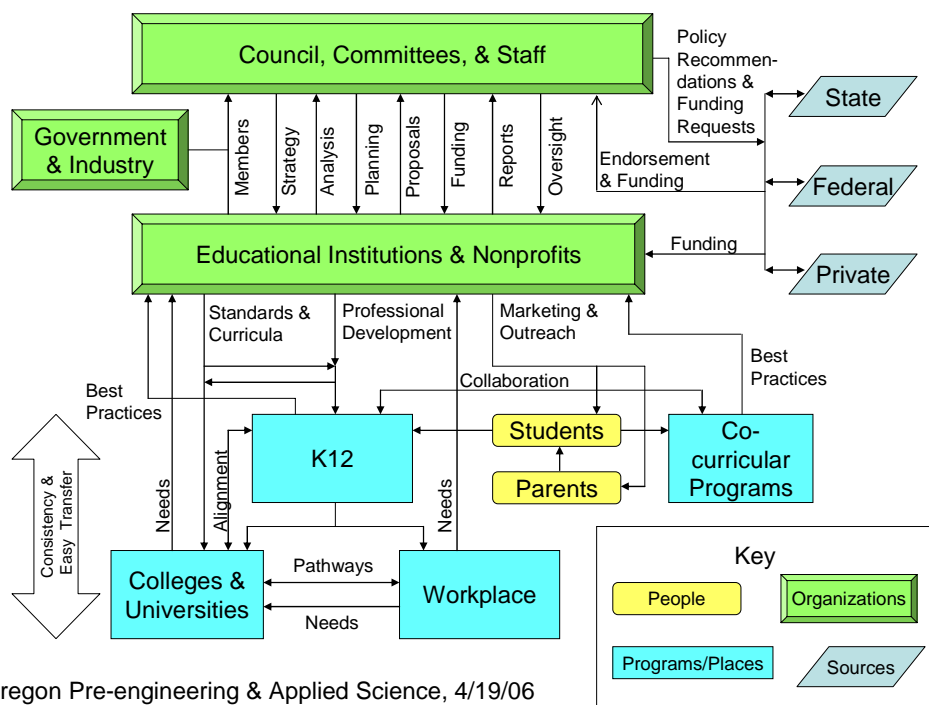 Council, Committees, & Staff
Policy
Recommen-
dations &
Funding
Requests
State
Government
& Industry
Members
Strategy
Analysis
Planning
Proposals
Funding
Reports
Oversight
Endorsement
& Funding
Federal
Educational Institutions & Nonprofits
Funding
Private
Standards &
Curricula
Professional
Development
Marketing &
Outreach
Best
Practices
Collaboration
Best
Practices
K12
Students
Parents
Co-
curricular
Programs
Consistency &
Easy Transfer
Needs
Alignment
Needs
Colleges &
Universities
Pathways
Needs
Workplace
Key
People
Organizations
Programs/Places
Sources
regon Pre-engineering & Applied Science, 4/19/06